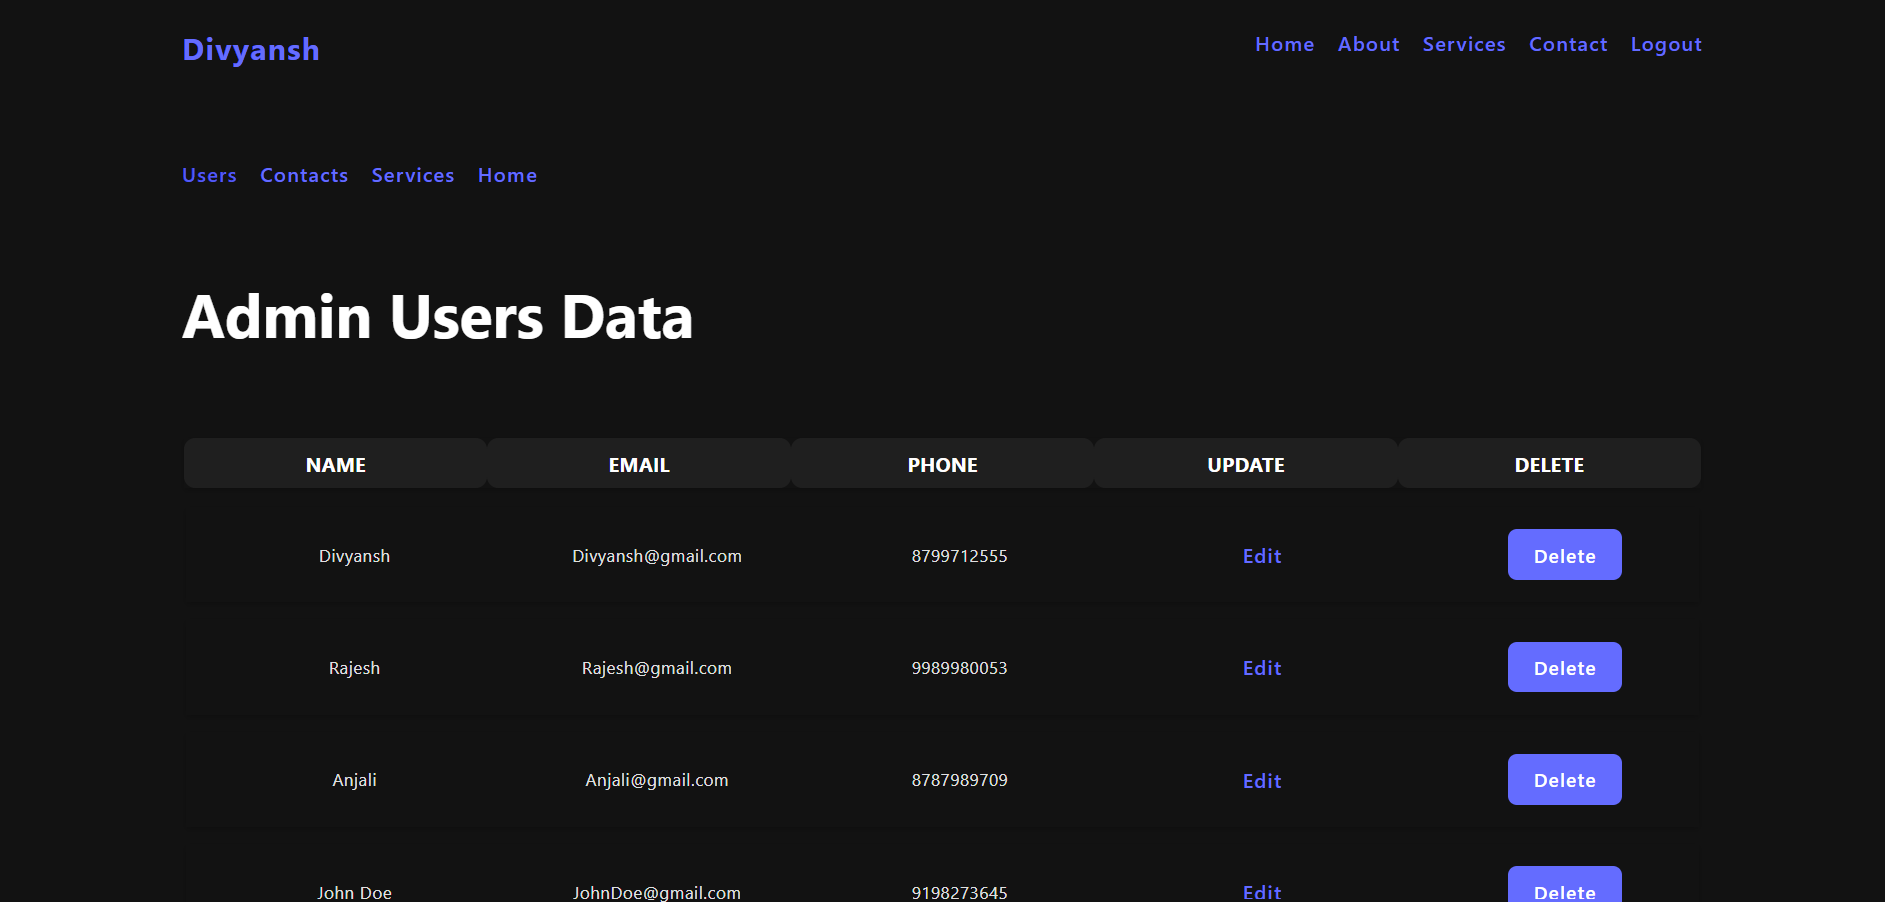 Divyansh Home About Services Contact Logout
Users Contacts Services Home
Admin Users Data
NAME EMAIL PHONE UPDATE DELETE
Divyansh Divyansh@gmail.com 8799712555 Edit Delete
Rajesh Rajesh@gmail.com 9989980053 Edit Delete
Anjali Anjali@gmail.com 8787989709 Edit Delete
John Doe JohnDoe@gmail.com 9198273645 Edit Delete